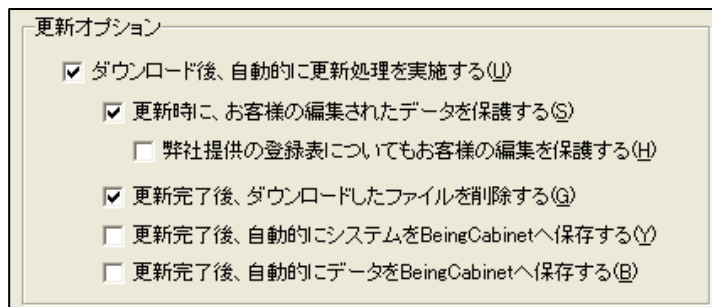 更新オプション
ダウンロード後、自動的に更新処理を実施する(U)
更新時に、お客様の編集されたデータを保護する(S)
弊社提供の登録表についてもお客様の編集を保護する(H)
更新完了後、ダウンロードしたファイルを削除する(G)
更新完了後、自動的にシステムをBeingCabinetへ保存する(Y)
更新完了後、自動的にデータをBeingCabinetへ保存する(B)